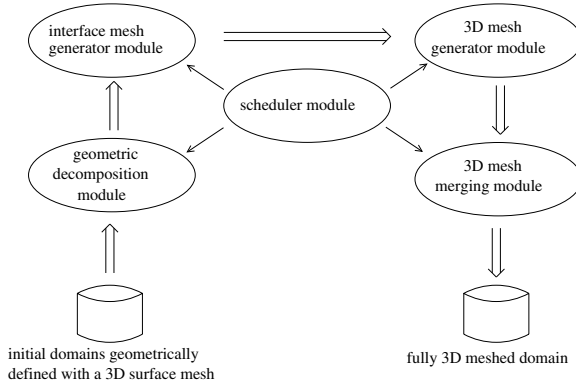 interface mesh
generator module
3D mesh
generator module
scheduler module
geometric
decomposition
module
3D mesh
merging module
initial domains geometrically
defined with a 3D surface mesh
fully 3D meshed domain